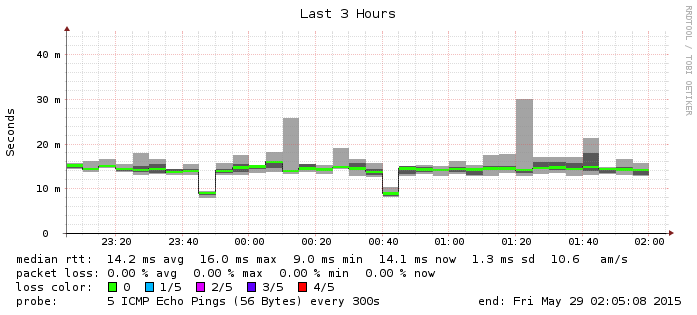 Last 3 Hours
RRDTOOL / TOBI OETIKER
Seconds
40 m
30 m
20 m
10 m
0
23:20 23:40 00:00 00:20 00:40 01:00 01:20 01:40 02:00
median rtt: 14.2 ms avg 16.0 ms max 9.0 ms min 14.1 ms now 1.3 ms sd 10.6 am/s
packet loss: 0.00 % avg 0.00 % max 0.00 % min 0.00 % now
loss color: 0 1/5 2/5 3/5 4/5
probe: 5 ICMP Echo Pings (56 Bytes) every 300s end: Fri May 29 02:05:08 2015